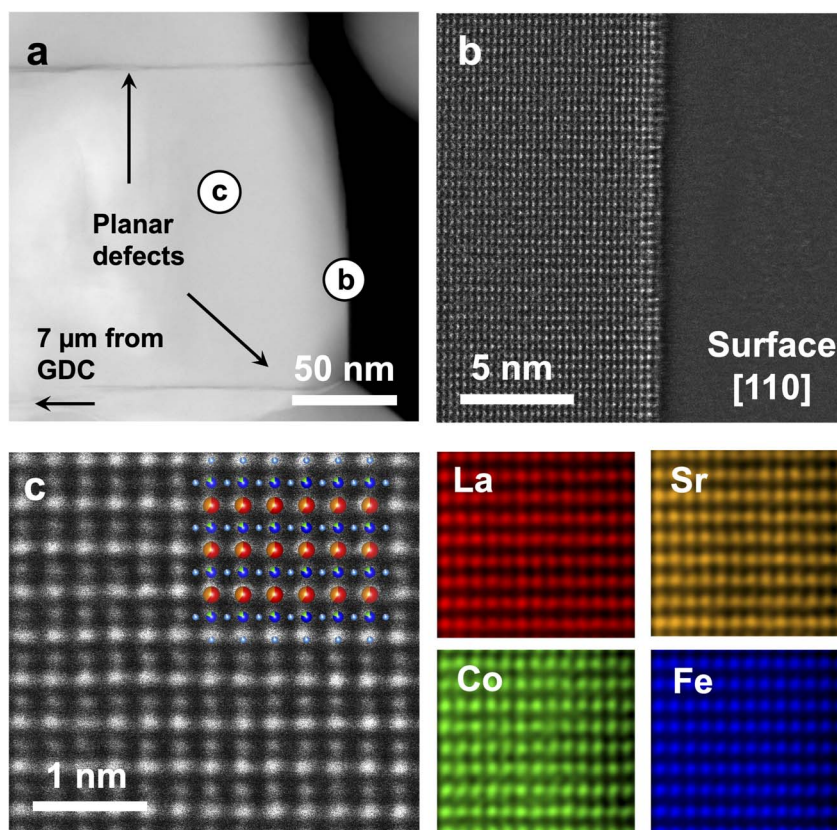 a
c
Planar
defects
b
7 µm from
GDC
50 nm
b
5 nm
Surface
[110]
c
1 nm
La
Sr
Co
Fe